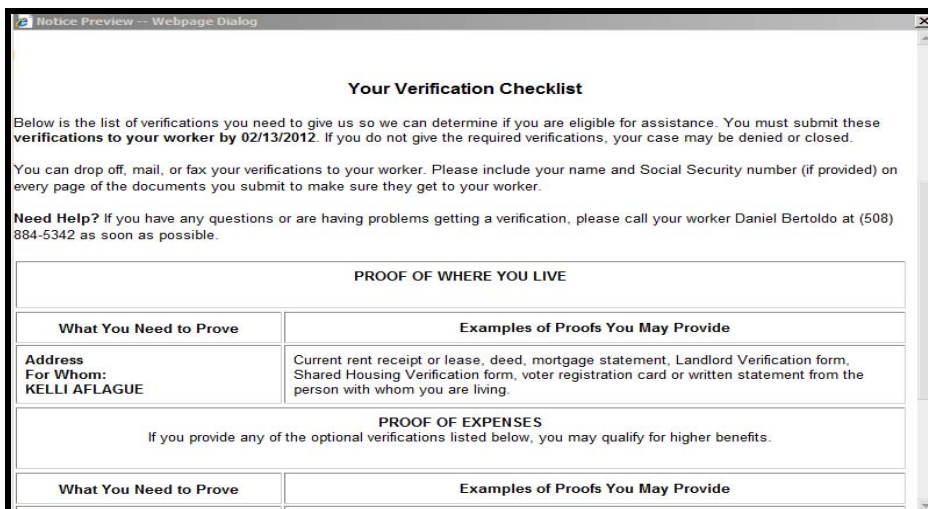 Notice Preview -- Webpage Dialog
Your Verification Checklist
Below is the list of verifications you need to give us so we can determine if you are eligible for assistance. You must submit these
verifications to your worker by 02/13/2012. If you do not give the required verifications, your case may be denied or closed.
You can drop off, mail, or fax your verifications to your worker. Please include your name and Social Security number (if provided) on
every page of the documents you submit to make sure they get to your worker.
Need Help? If you have any questions or are having problems getting a verification, please call your worker Daniel Bertoldo at (508)
884-5342 as soon as possible.
PROOF OF WHERE YOU LIVE
What You Need to Prove
Examples of Proofs You May Provide
Address
For Whom:
KELLI AFLAGUE
Current rent receipt or lease, deed, mortgage statement, Landlord Verification form,
Shared Housing Verification form, voter registration card or written statement from the
person with whom you are living.
PROOF OF EXPENSES
If you provide any of the optional verifications listed below, you may qualify for higher benefits.
What You Need to Prove
Examples of Proofs You May Provide